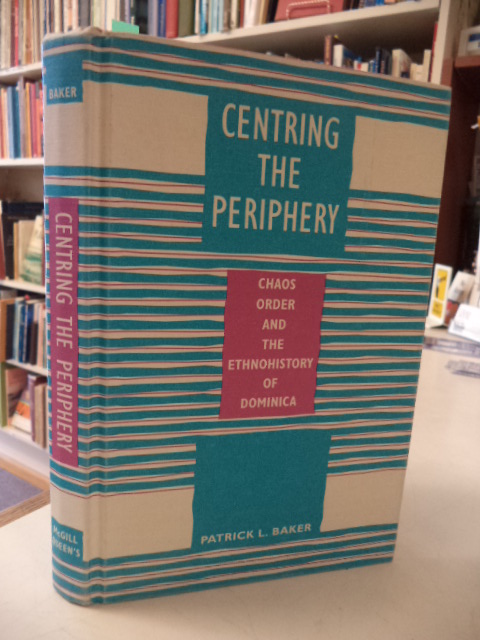 BAKER
CENTRING THE PERIPHERY
McGILL
QUEEN'S
CENTRING
THE
PERIPHERY
CHAOS
ORDER
AND
THE
ETHNOHISTORY
OF
DOMINICA
PATRICK L. BAKER